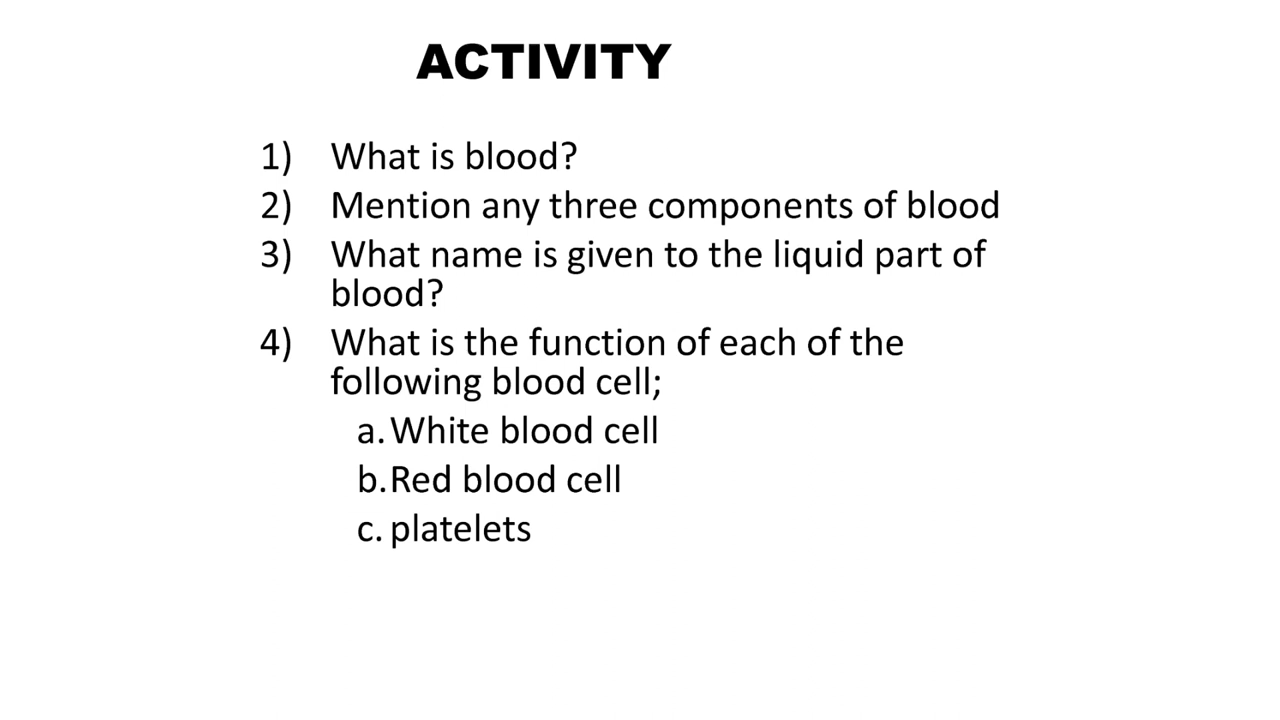 ACTIVITY
1) What is blood?
2) Mention any three components of blood
3) What name is given to the liquid part of
blood?
4) What is the function of each of the
following blood cell;
a. White blood cell
b. Red blood cell
c. platelets